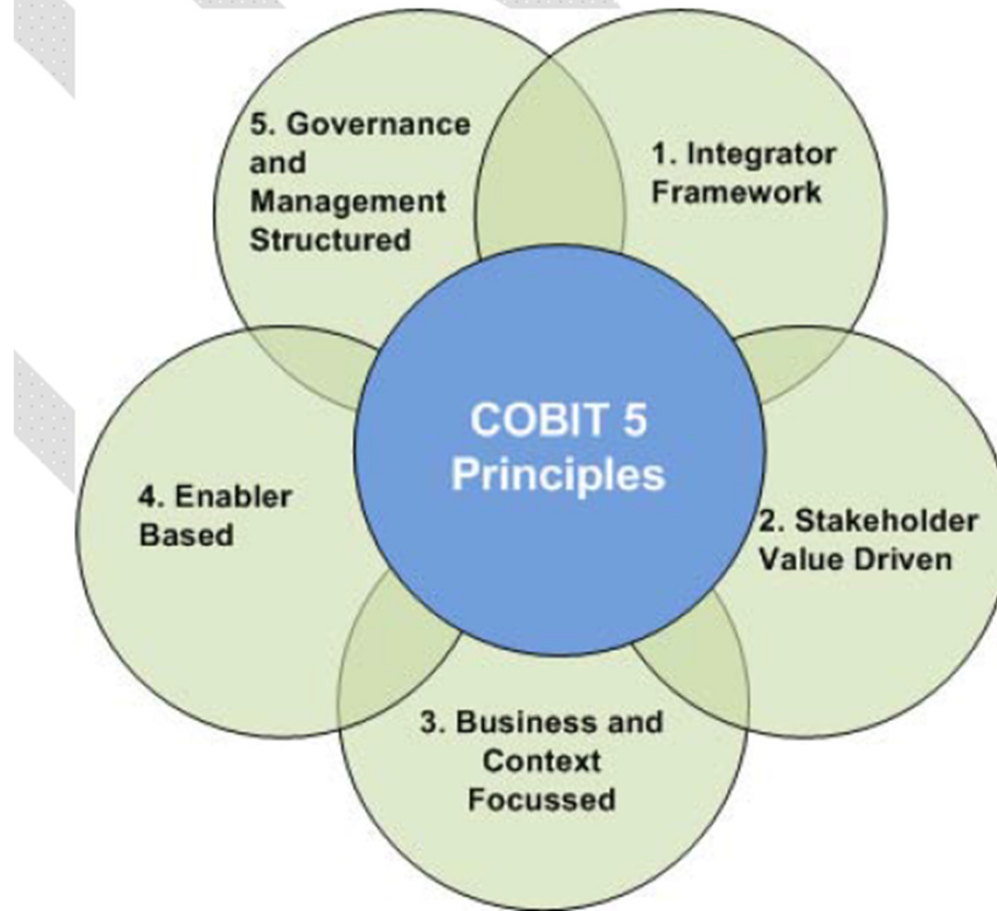 5. Governance
and
Management
Structured
1. Integrator
Framework
COBIT 5
Principles
4. Enabler
Based
2. Stakeholder
Value Driven
3. Business and
Context
Focussed